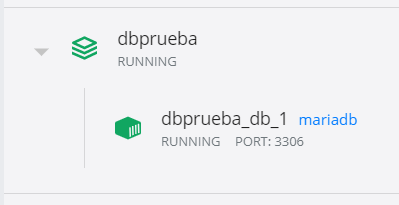 dbprueba
RUNNING
dbprueba_db_1 mariadb
RUNNING PORT: 3306